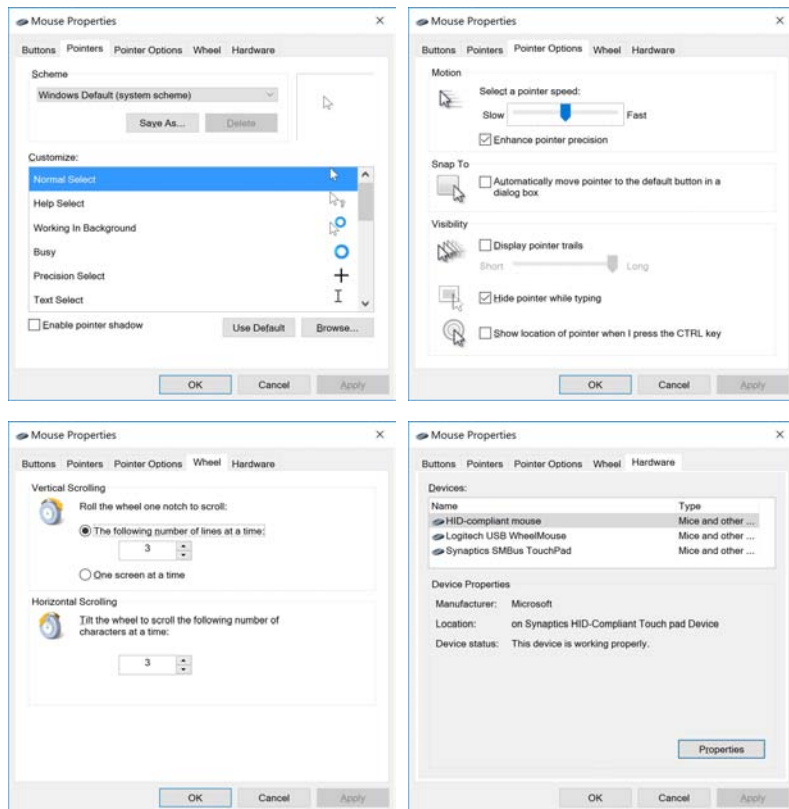 Mouse Properties
Buttons Pointers Pointer Options Wheel Hardware
Scheme
Windows Default (system scheme)
Save As... Delete
Customize:
Normal Select
Help Select
Working In Background
Busy
Precision Select
Text Select
Enable pointer shadow Use Default Browse...
OK Cancel Apply
Mouse Properties
Buttons Pointers Pointer Options Wheel Hardware
Motion
Select a pointer speed:
Slow Fast
Enhance pointer precision
Snap To
Automatically move pointer to the default button in a
dialog box
Visibility
Display pointer trails
Short Long
Hide pointer while typing
Show location of pointer when I press the CTRL key
OK Cancel Apply
Mouse Properties
Buttons Pointers Pointer Options Wheel Hardware
Vertical Scrolling
Roll the wheel one notch to scroll:
The following number of lines at a time:
3
One screen at a time
Horizontal Scrolling
Tilt the wheel to scroll the following number of
characters at a time:
3
OK Cancel Apply
Mouse Properties
Buttons Pointers Pointer Options Wheel Hardware
Devices:
Name Type
HID-compliant mouse Mice and other ...
Logitech USB WheelMouse Mice and other ...
Synaptics SMBus TouchPad Mice and other ...
Device Properties
Manufacturer: Microsoft
Location: on Synaptics HID-Compliant Touch pad Device
Device status: This device is working properly.
Properties
OK Cancel Apply